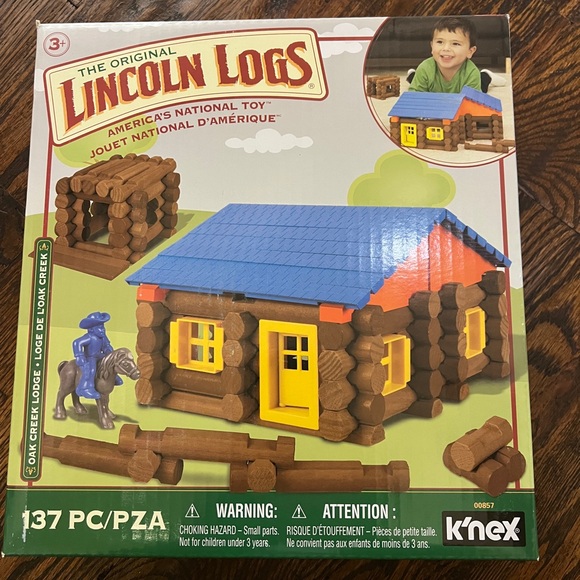 3+
THE ORIGINAL
LINCOLN LOGS®
AMERICA'S NATIONAL TOY™
JOUET NATIONAL D'AMÉRIQUE™
OAK CREEK LODGE • LOGE DE L'OAK CREEK
137 PC/PZA
⚠ WARNING:
CHOKING HAZARD – Small parts.
Not for children under 3 years.
⚠ ATTENTION :
RISQUE D'ÉTOUFFEMENT – Pièces de petite taille.
Ne convient pas aux enfants de moins de 3 ans.
00857
K'nex